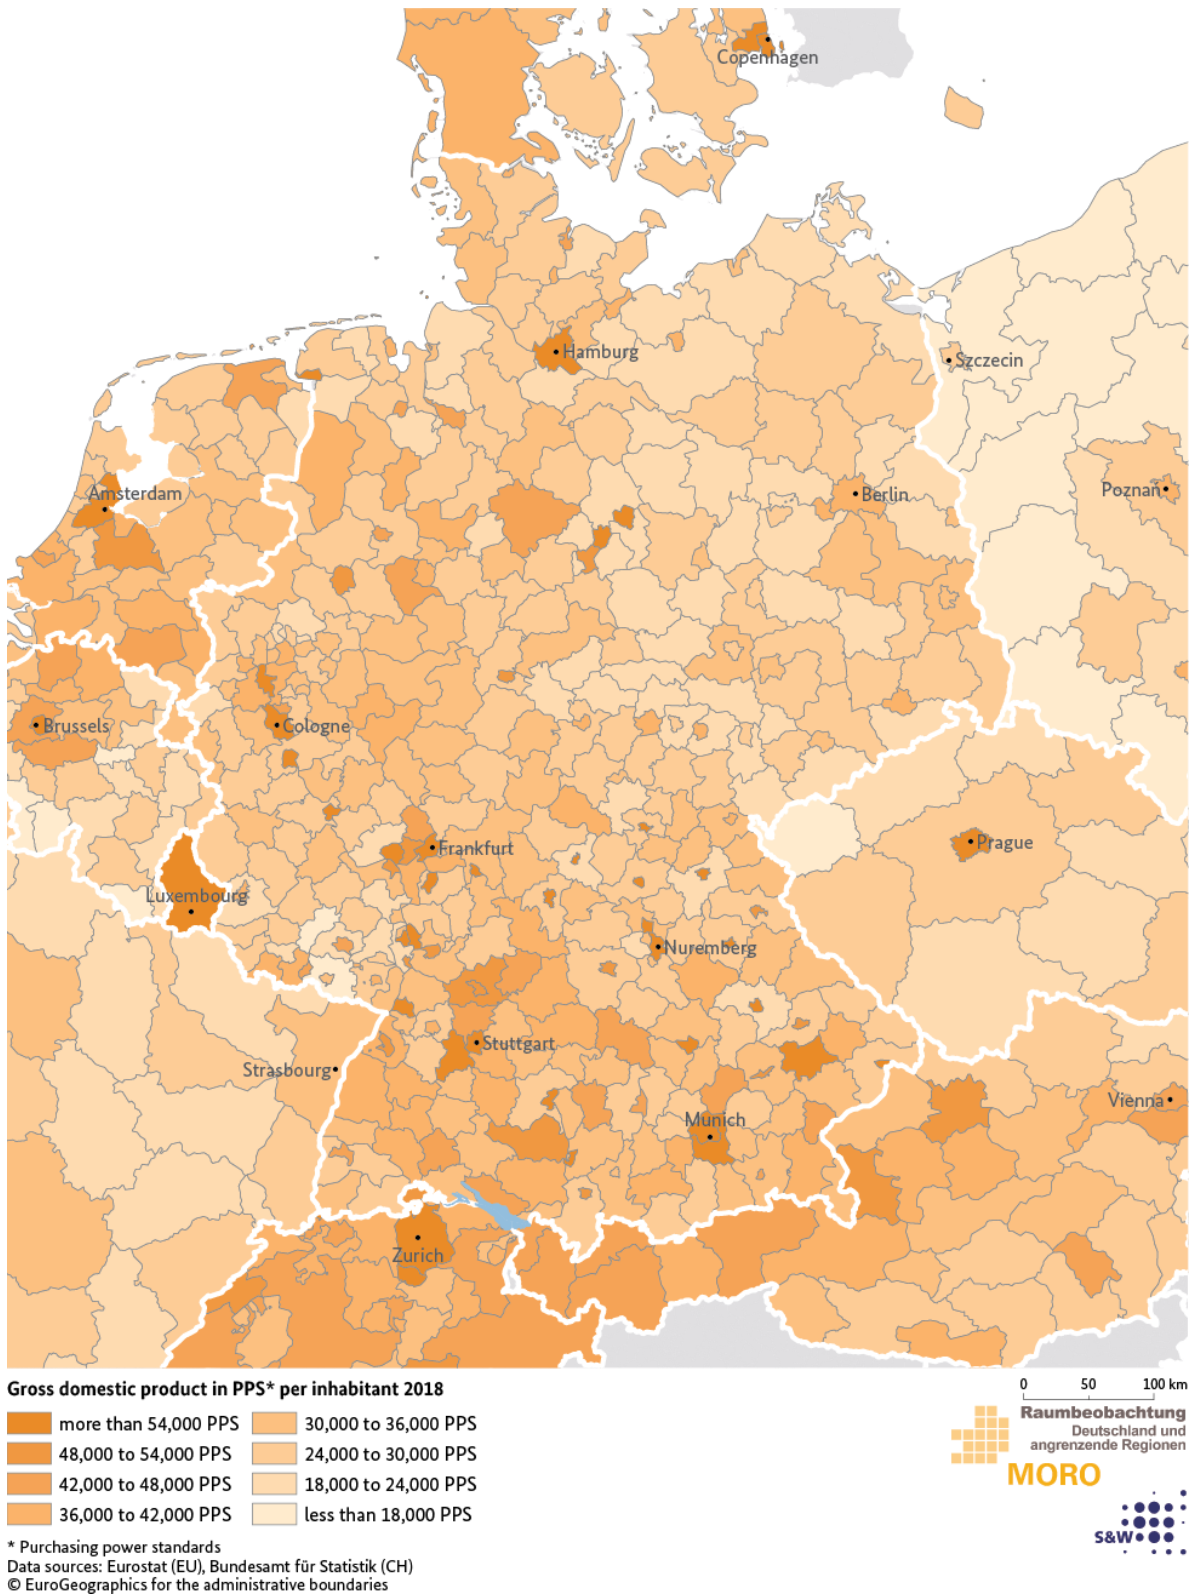 Copenhagen
Hamburg
Szczecin
Amsterdam
Berlin
Poznań
Brussels
Cologne
Frankfurt
Prague
Luxembourg
Nuremberg
Stuttgart
Strasbourg
Vienna
Munich
Zurich
Gross domestic product in PPS* per inhabitant 2018
0 50 100 km
more than 54,000 PPS
30,000 to 36,000 PPS
48,000 to 54,000 PPS
24,000 to 30,000 PPS
42,000 to 48,000 PPS
18,000 to 24,000 PPS
36,000 to 42,000 PPS
less than 18,000 PPS
Raumbeobachtung
Deutschland und
angrenzende Regionen
MORO
S&W
* Purchasing power standards
Data sources: Eurostat (EU), Bundesamt für Statistik (CH)
© EuroGeographics for the administrative boundaries